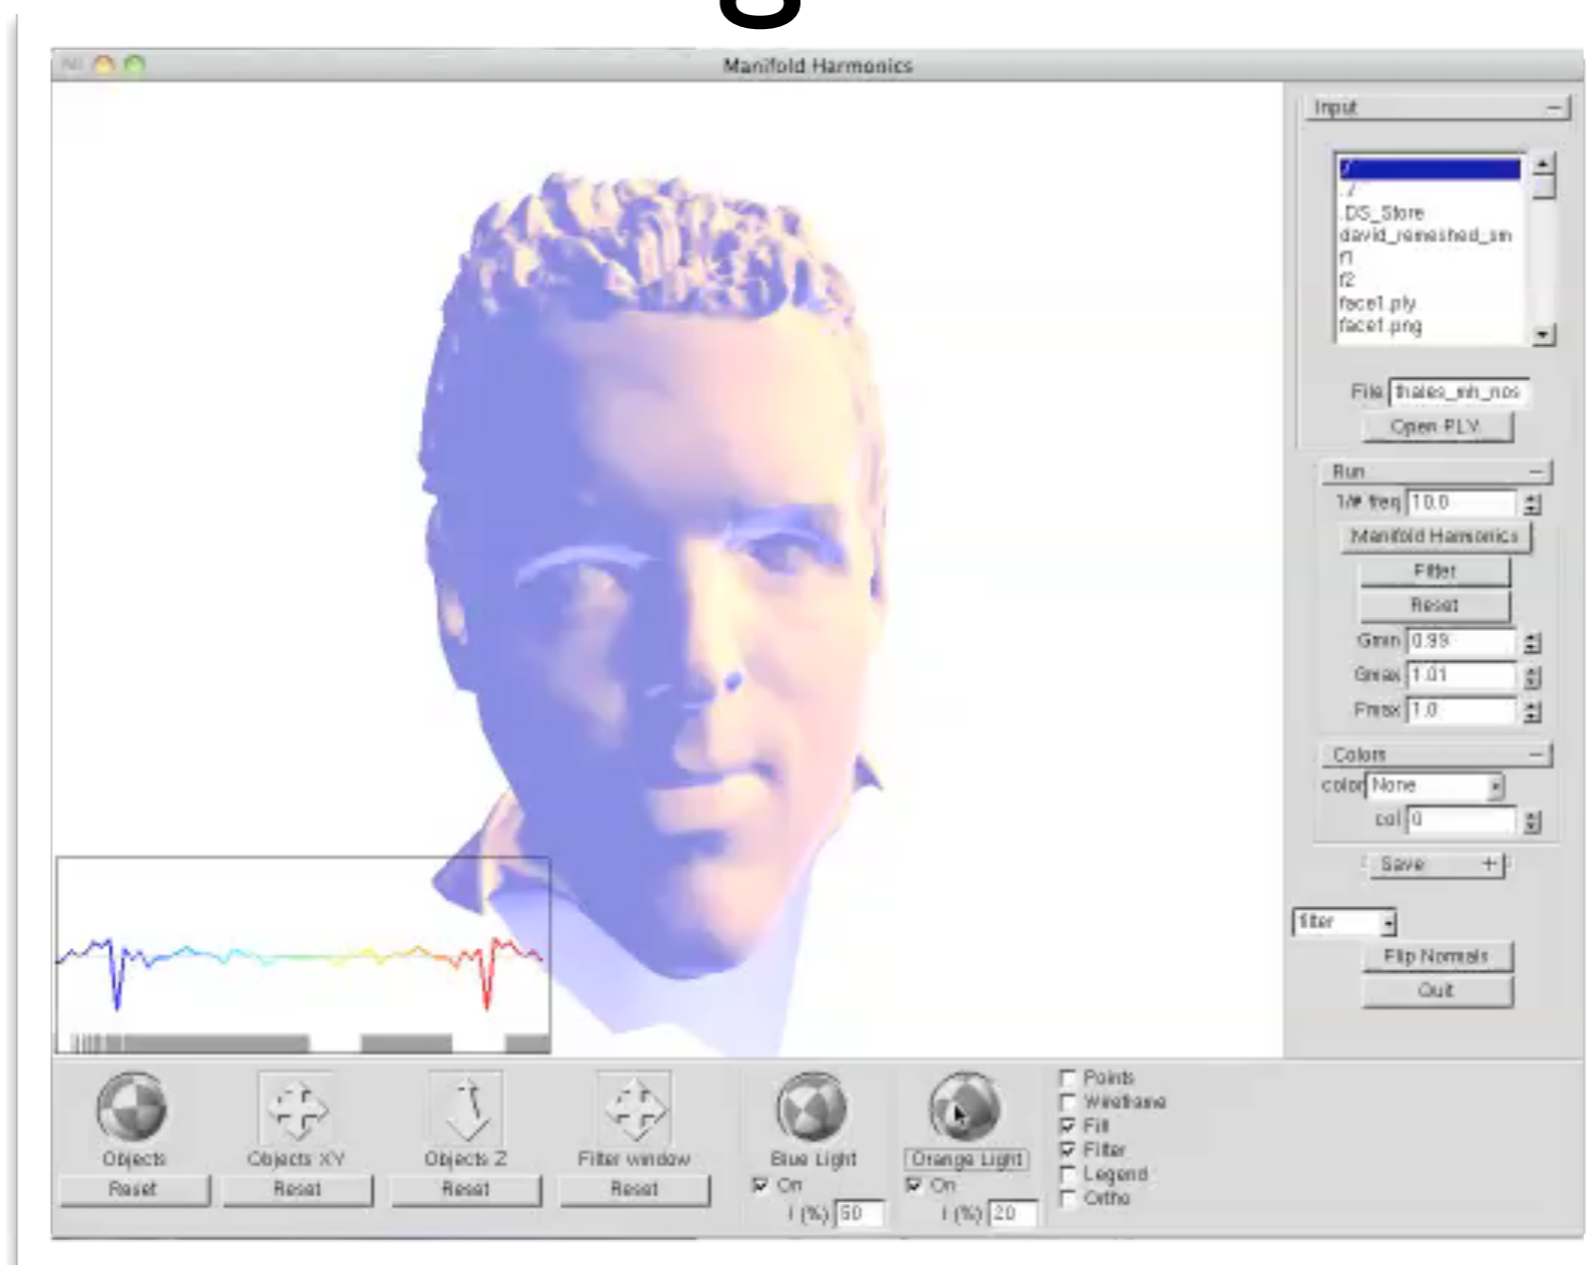 Manifold Harmonics
Input
./
../
.DS_Store
david_remeshed_sm
f1
f2
face1.ply
face1.png
File thales_mh_nos
Open PLY
Run
1/# freq 10.0
Manifold Harmonics
Filter
Reset
Gmin 0.99
Gmax 1.01
Fmax 1.0
Colors
color None
col 0
Save +
filter
Flip Normals
Quit
Objects
Reset
Objects XY
Reset
Objects Z
Reset
Filter window
Reset
Blue Light
On
I (%) 50
Orange Light
On
I (%) 20
Points
Wireframe
Fill
Filter
Legend
Ortho